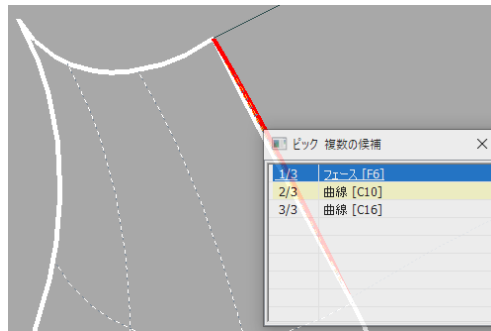 ピック 複数の候補
1/3 フェース [F6]
2/3 曲線 [C10]
3/3 曲線 [C16]